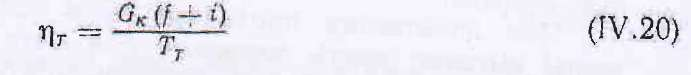 η_T = G_K (f + i) / T_T (IV.20)